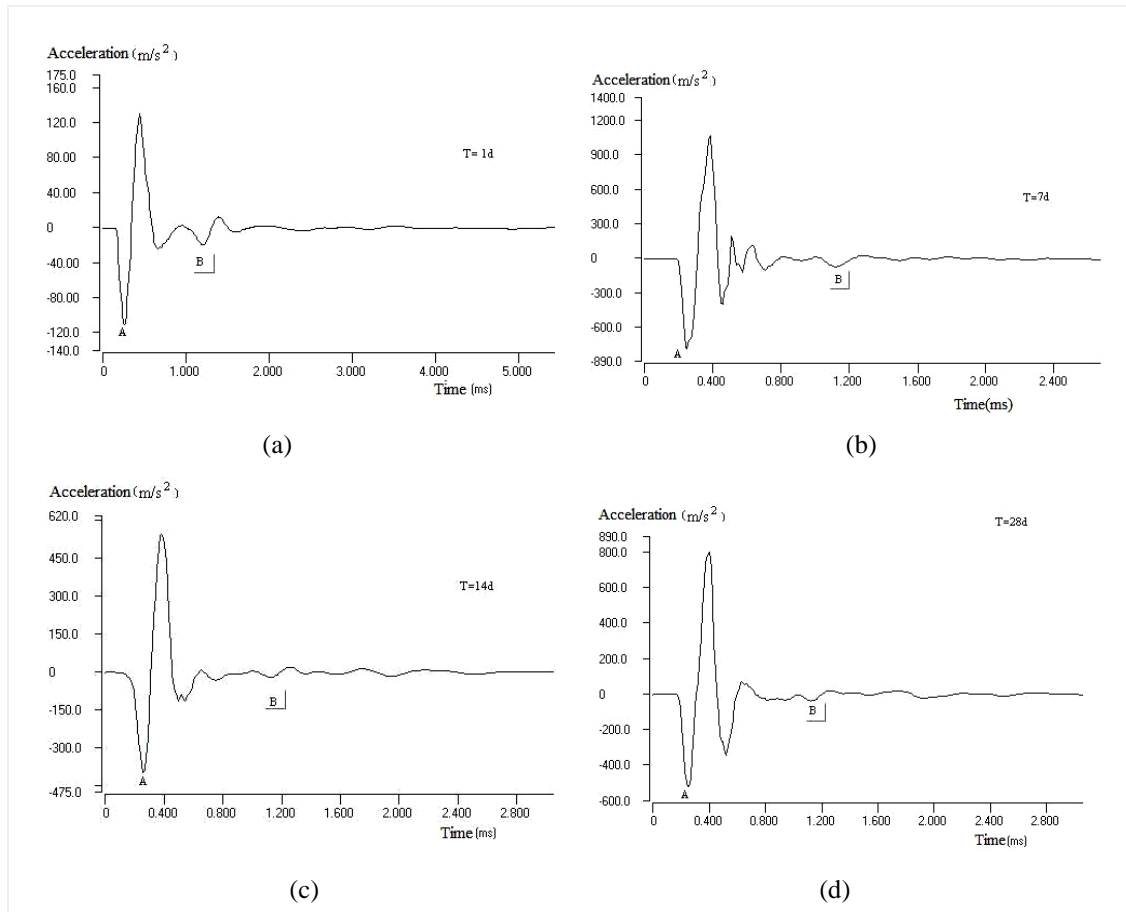 Acceleration(m/s²)
175.0
160.0
120.0
80.00
40.00
0
-40.00
-80.00
-120.0
-140.0
T= 1d
B
A
0 1.000 2.000 3.000 4.000 5.000
Time (ms)
(a)
Acceleration(m/s²)
1400.0
1200.0
900.0
600.0
300.0
0
-300.0
-600.0
-890.0
T=7d
B
A
0 0.400 0.800 1.200 1.600 2.000 2.400
Time(ms)
(b)
Acceleration(m/s²)
620.0
450.0
300.0
150.0
0
-150.0
-300.0
-475.0
T=14d
B
A
0 0.400 0.800 1.200 1.600 2.000 2.400 2.800
Time(ms)
(c)
Acceleration(m/s²)
890.0
800.0
600.0
400.0
200.0
0
-200.0
-400.0
-600.0
T=28d
B
A
0 0.400 0.800 1.200 1.600 2.000 2.400 2.800
Time(ms)
(d)